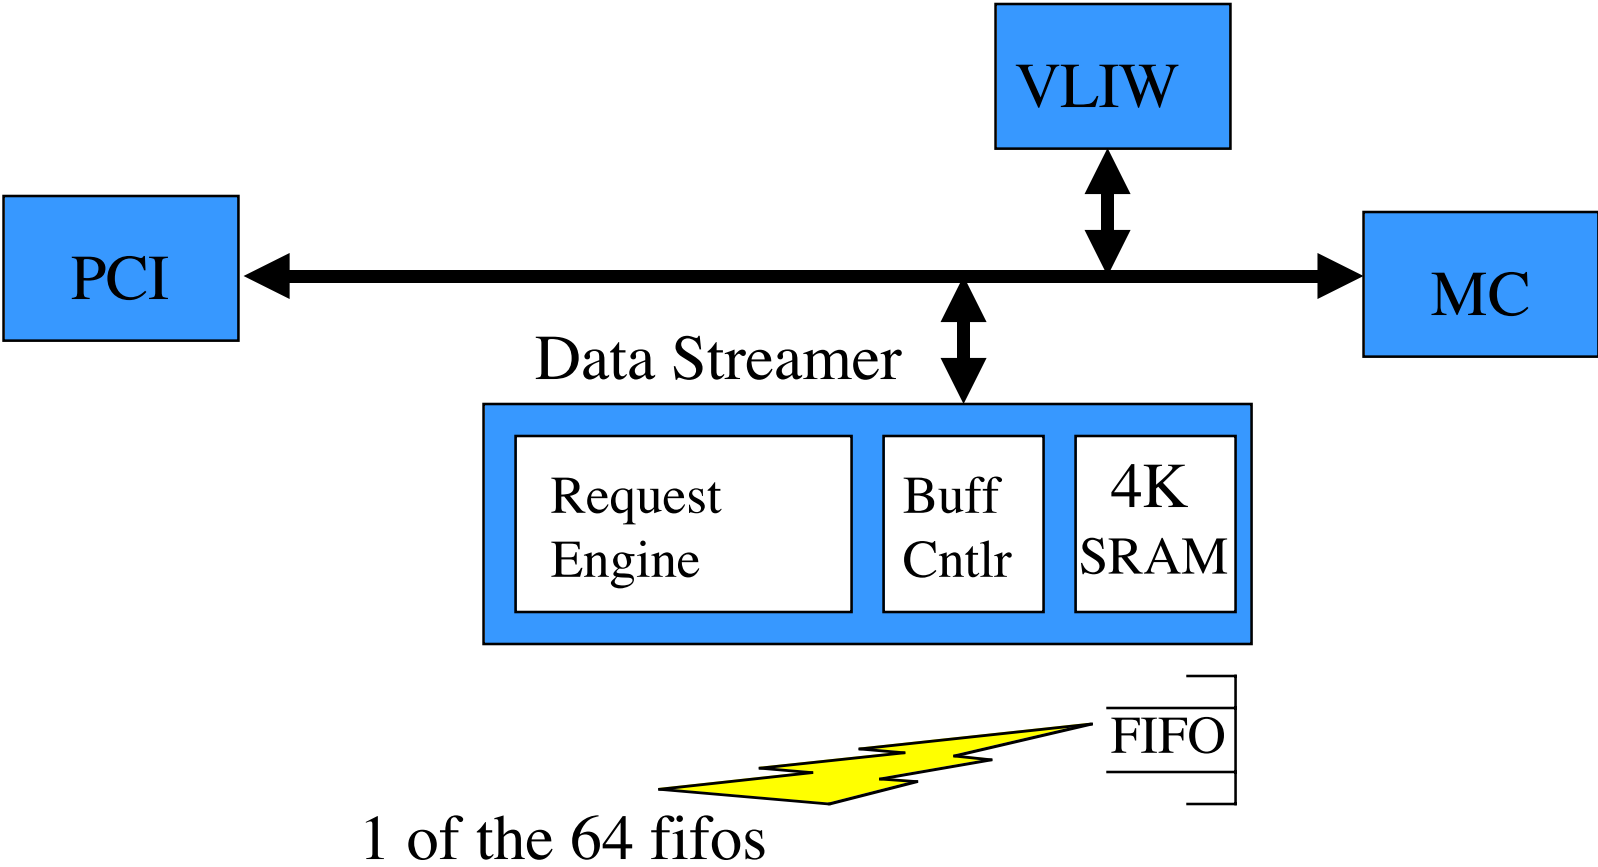 VLIW
PCI
MC
Data Streamer
Request
Engine
Buff
Cntlr
4K
SRAM
FIFO
1 of the 64 fifos